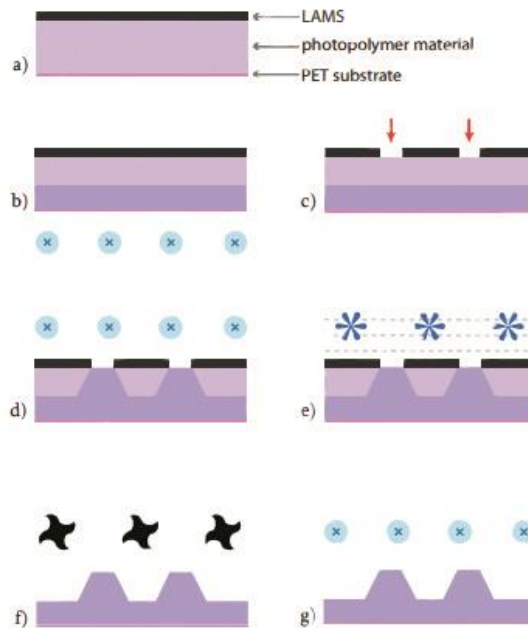 LAMS
photopolymer material
PET substrate
a)
b)
c)
d)
e)
f)
g)